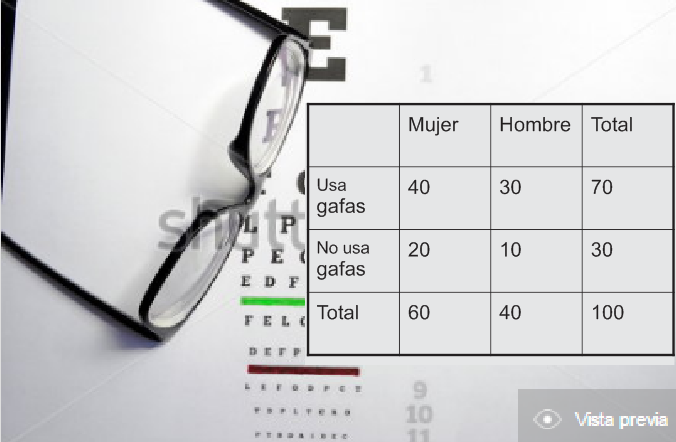 E
1
Mujer Hombre Total
Usa gafas 40 30 70
No usa gafas 20 10 30
Total 60 40 100
L P
P E C
E D F
F E L C
D E F P
L E F O D P C T
9
10
11
Vista previa